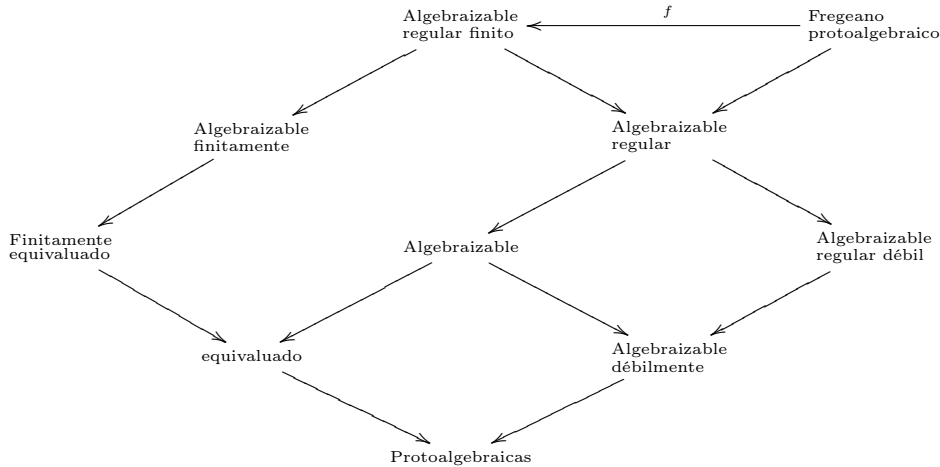 Algebraizable
regular finito
f
Fregeano
protoalgebraico
Algebraizable
finitamente
Algebraizable
regular
Finitamente
equivaluado
Algebraizable
Algebraizable
regular débil
equivaluado
Algebraizable
débilmente
Protoalgebraicas